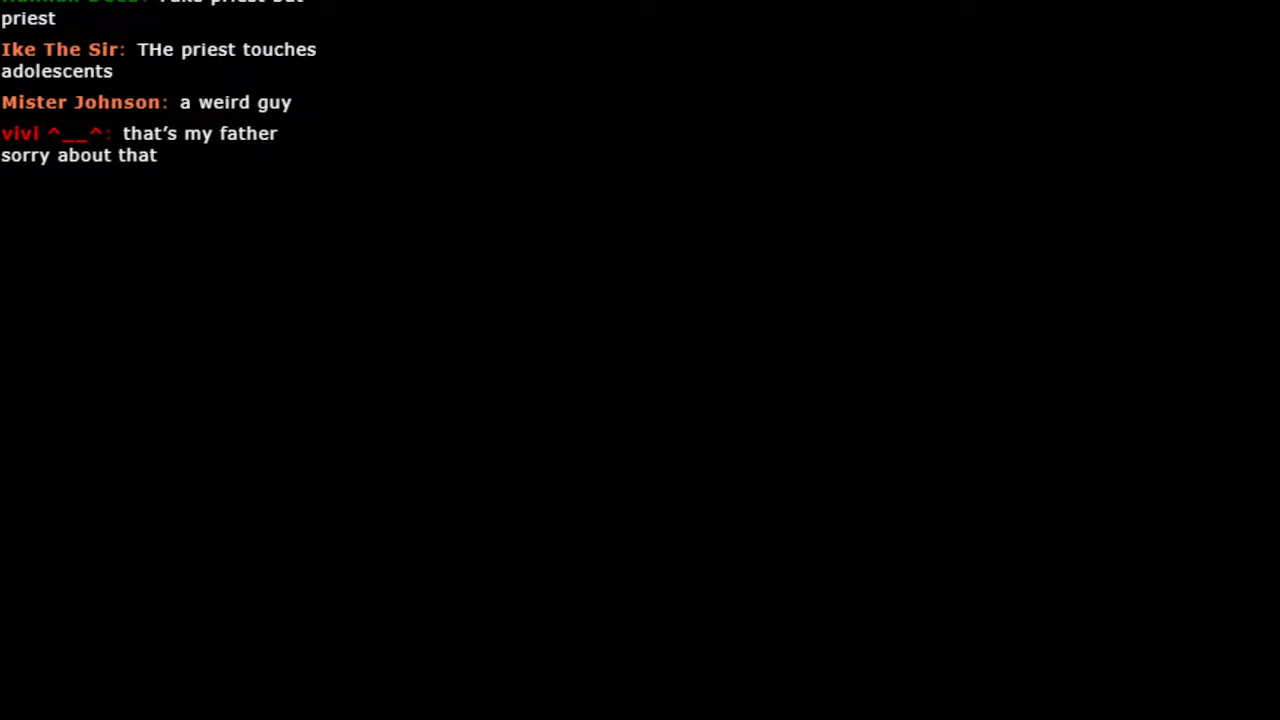 priest
Ike The Sir: THe priest touches
adolescents
Mister Johnson: a weird guy
vivi ^__^: that's my father
sorry about that